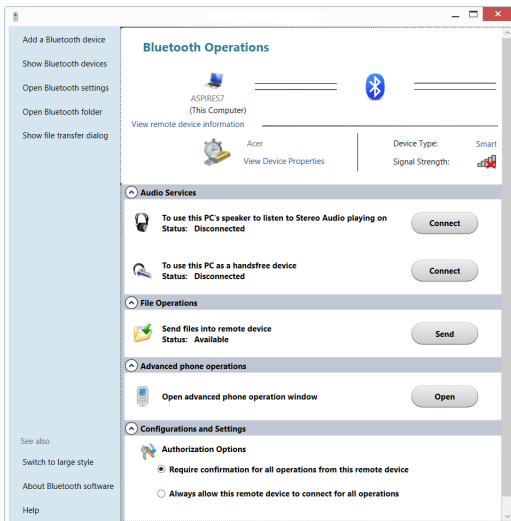 Add a Bluetooth device
Show Bluetooth devices
Open Bluetooth settings
Open Bluetooth folder
Show file transfer dialog
Bluetooth Operations
ASPIRES7
(This Computer)
View remote device information
Acer
View Device Properties
Device Type: Smart
Signal Strength:
Audio Services
To use this PC's speaker to listen to Stereo Audio playing on
Status: Disconnected
Connect
To use this PC as a handsfree device
Status: Disconnected
Connect
File Operations
Send files into remote device
Status: Available
Send
Advanced phone operations
Open advanced phone operation window
Open
Configurations and Settings
Authorization Options
Require confirmation for all operations from this remote device
Always allow this remote device to connect for all operations
See also
Switch to large style
About Bluetooth software
Help